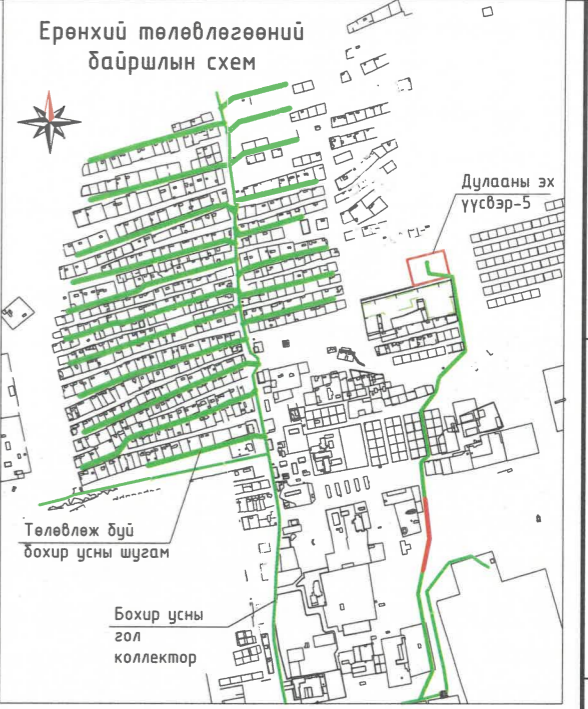 Ерөнхий төлөвлөгөөний
байршлын схем
Дулааны эх
үүсвэр-5
Төлөвлөж буй
бохир усны шугам
Бохир усны
гол
коллектор